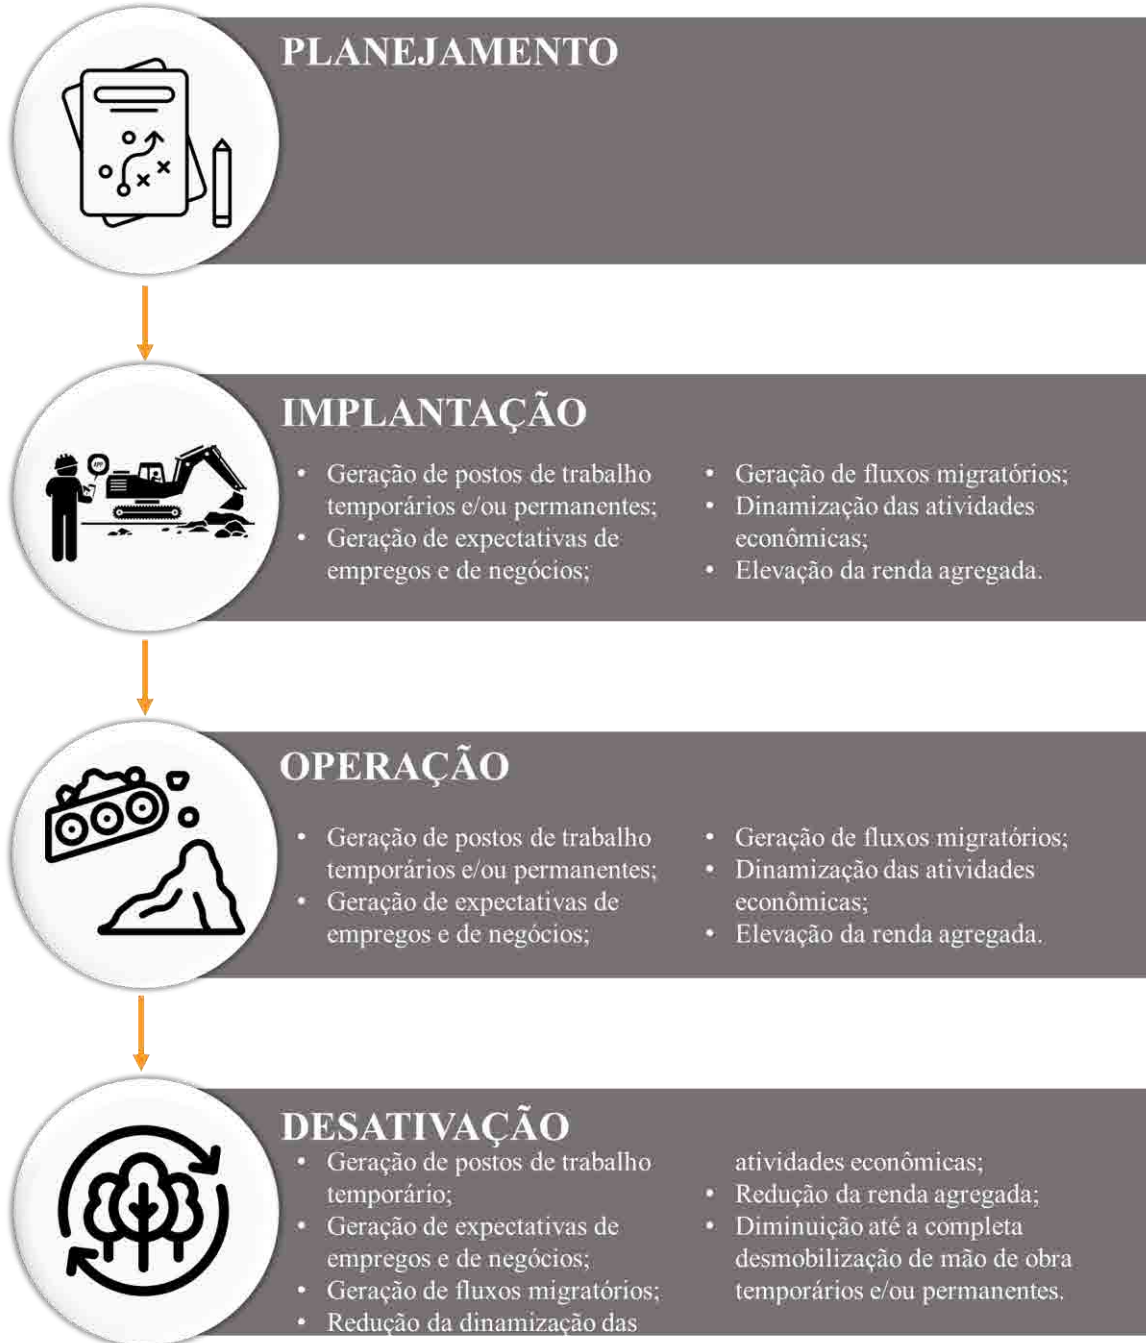 PLANEJAMENTO
IMPLANTAÇÃO
• Geração de postos de trabalho
temporários e/ou permanentes;
• Geração de expectativas de
empregos e de negócios;
• Geração de fluxos migratórios;
• Dinamização das atividades
econômicas;
• Elevação da renda agregada.
APP
OPERAÇÃO
• Geração de postos de trabalho
temporários e/ou permanentes;
• Geração de expectativas de
empregos e de negócios;
• Geração de fluxos migratórios;
• Dinamização das atividades
econômicas;
• Elevação da renda agregada.
DESATIVAÇÃO
• Geração de postos de trabalho
temporário;
• Geração de expectativas de
empregos e de negócios;
• Geração de fluxos migratórios;
• Redução da dinamização das
atividades econômicas;
• Redução da renda agregada;
• Diminuição até a completa
desmobilização de mão de obra
temporários e/ou permanentes.